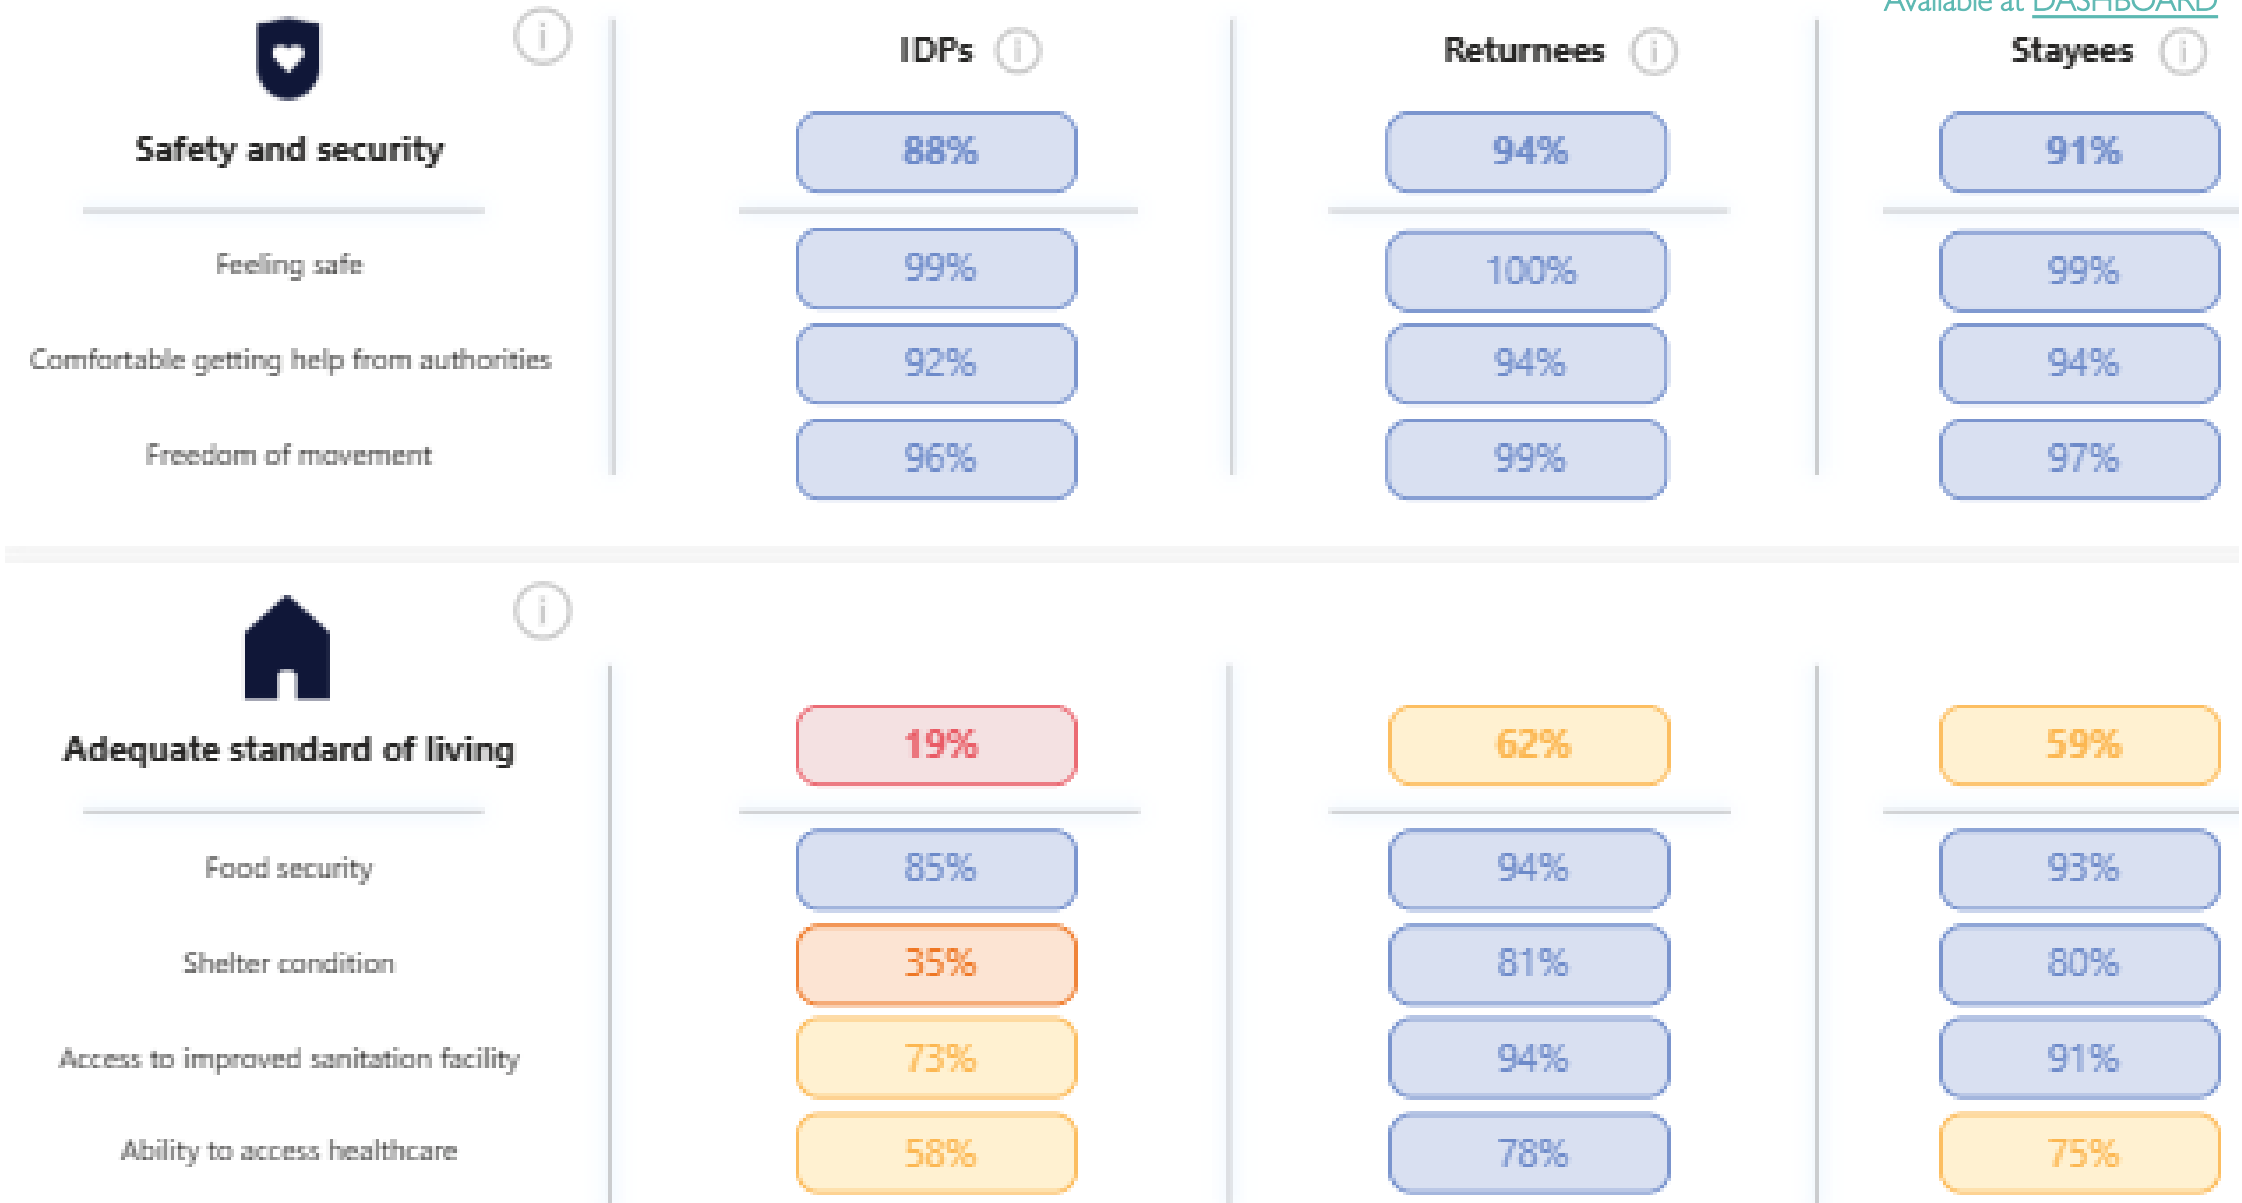 Available at DASHBOARD
IDPs
Returnees
Stayees
Safety and security
88%
94%
91%
Feeling safe
99%
100%
99%
Comfortable getting help from authorities
92%
94%
94%
Freedom of movement
96%
99%
97%
Adequate standard of living
19%
62%
59%
Food security
85%
94%
93%
Shelter condition
35%
81%
80%
Access to improved sanitation facility
73%
94%
91%
Ability to access healthcare
58%
78%
75%